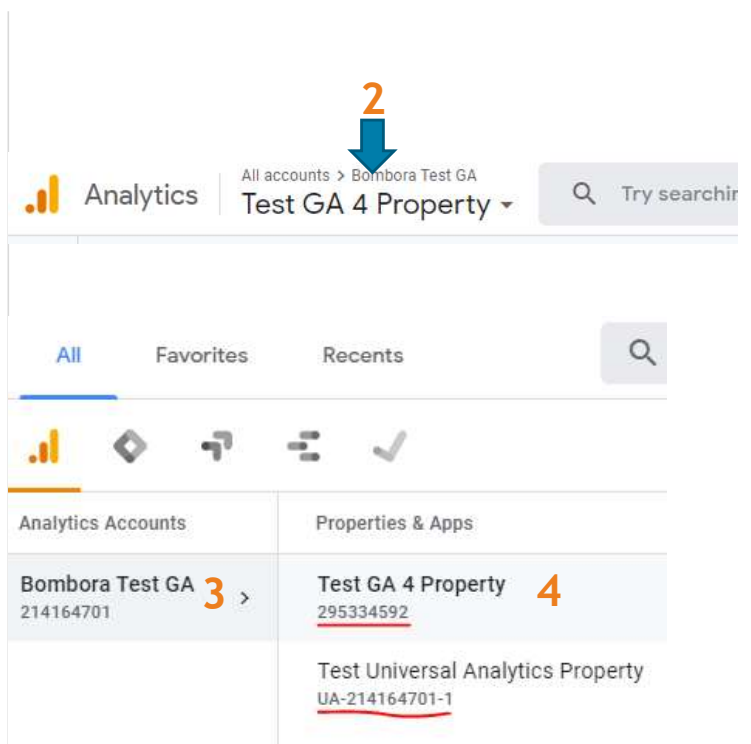 2
All accounts > Bombora Test GA
Analytics
Test GA 4 Property
Try searchin
All Favorites Recents
Analytics Accounts Properties & Apps
Bombora Test GA 3 > Test GA 4 Property 4
214164701 295334592
Test Universal Analytics Property
UA-214164701-1